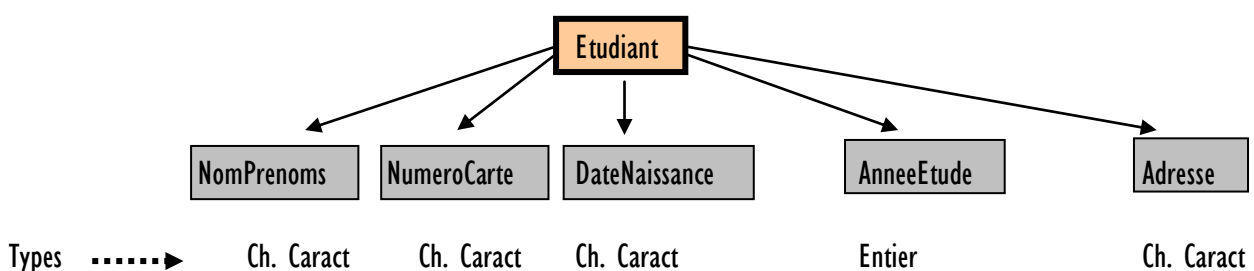 Etudiant
NomPrenoms NumeroCarte DateNaissance AnneeEtude Adresse
Types Ch. Caract Ch. Caract Ch. Caract Entier Ch. Caract